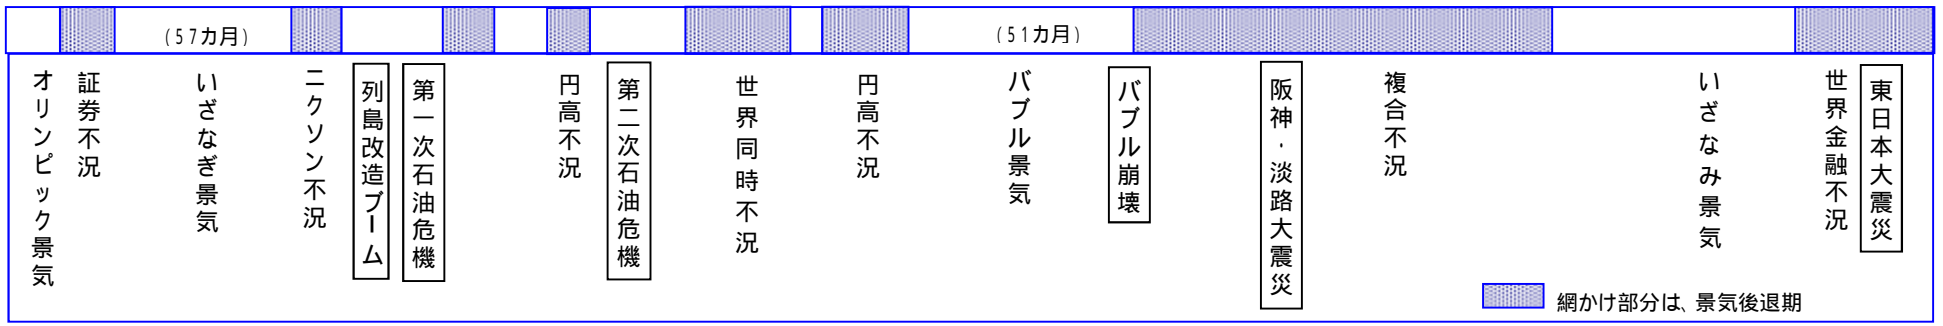 (57カ月)
(51カ月)
オリンピック景気
証券不況
いざなぎ景気
ニクソン不況
列島改造ブーム
第一次石油危機
円高不況
第二次石油危機
世界同時不況
円高不況
バブル景気
バブル崩壊
阪神・淡路大震災
複合不況
いざなみ景気
世界金融不況
東日本大震災
網かけ部分は、景気後退期